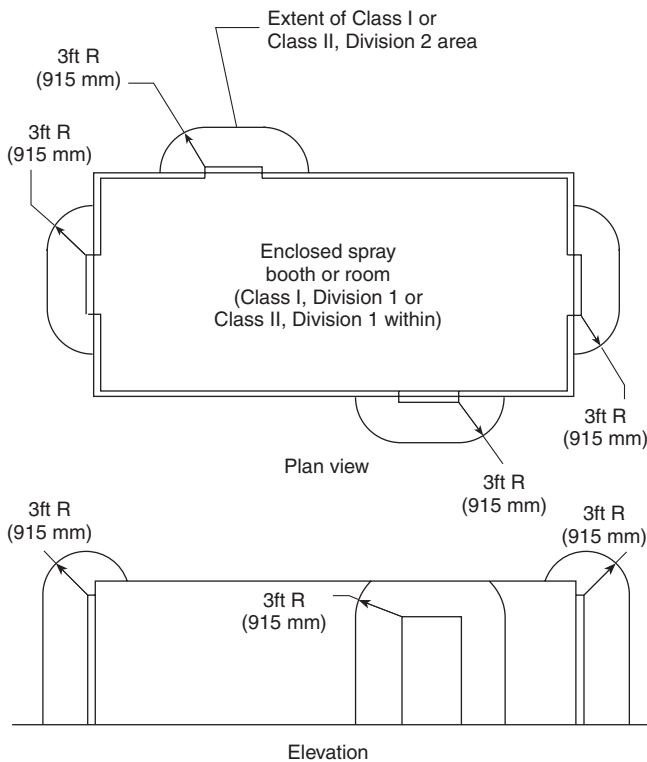 Extent of Class I or
Class II, Division 2 area
3ft R
(915 mm)
3ft R
(915 mm)
Enclosed spray
booth or room
(Class I, Division 1 or
Class II, Division 1 within)
3ft R
(915 mm)
Plan view
3ft R
(915 mm)
3ft R
(915 mm)
3ft R
(915 mm)
3ft R
(915 mm)
Elevation